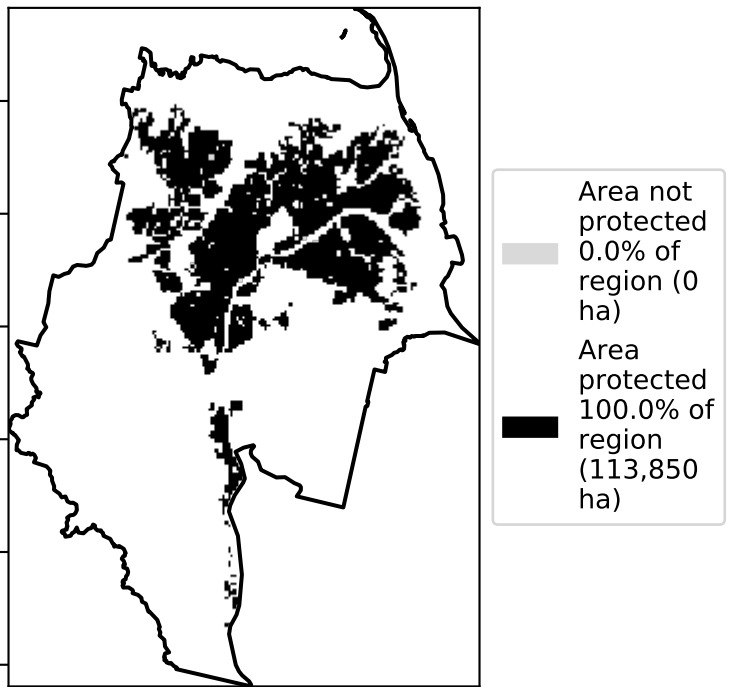 Area not
protected
0.0% of
region (0
ha)
Area
protected
100.0% of
region
(113,850
ha)